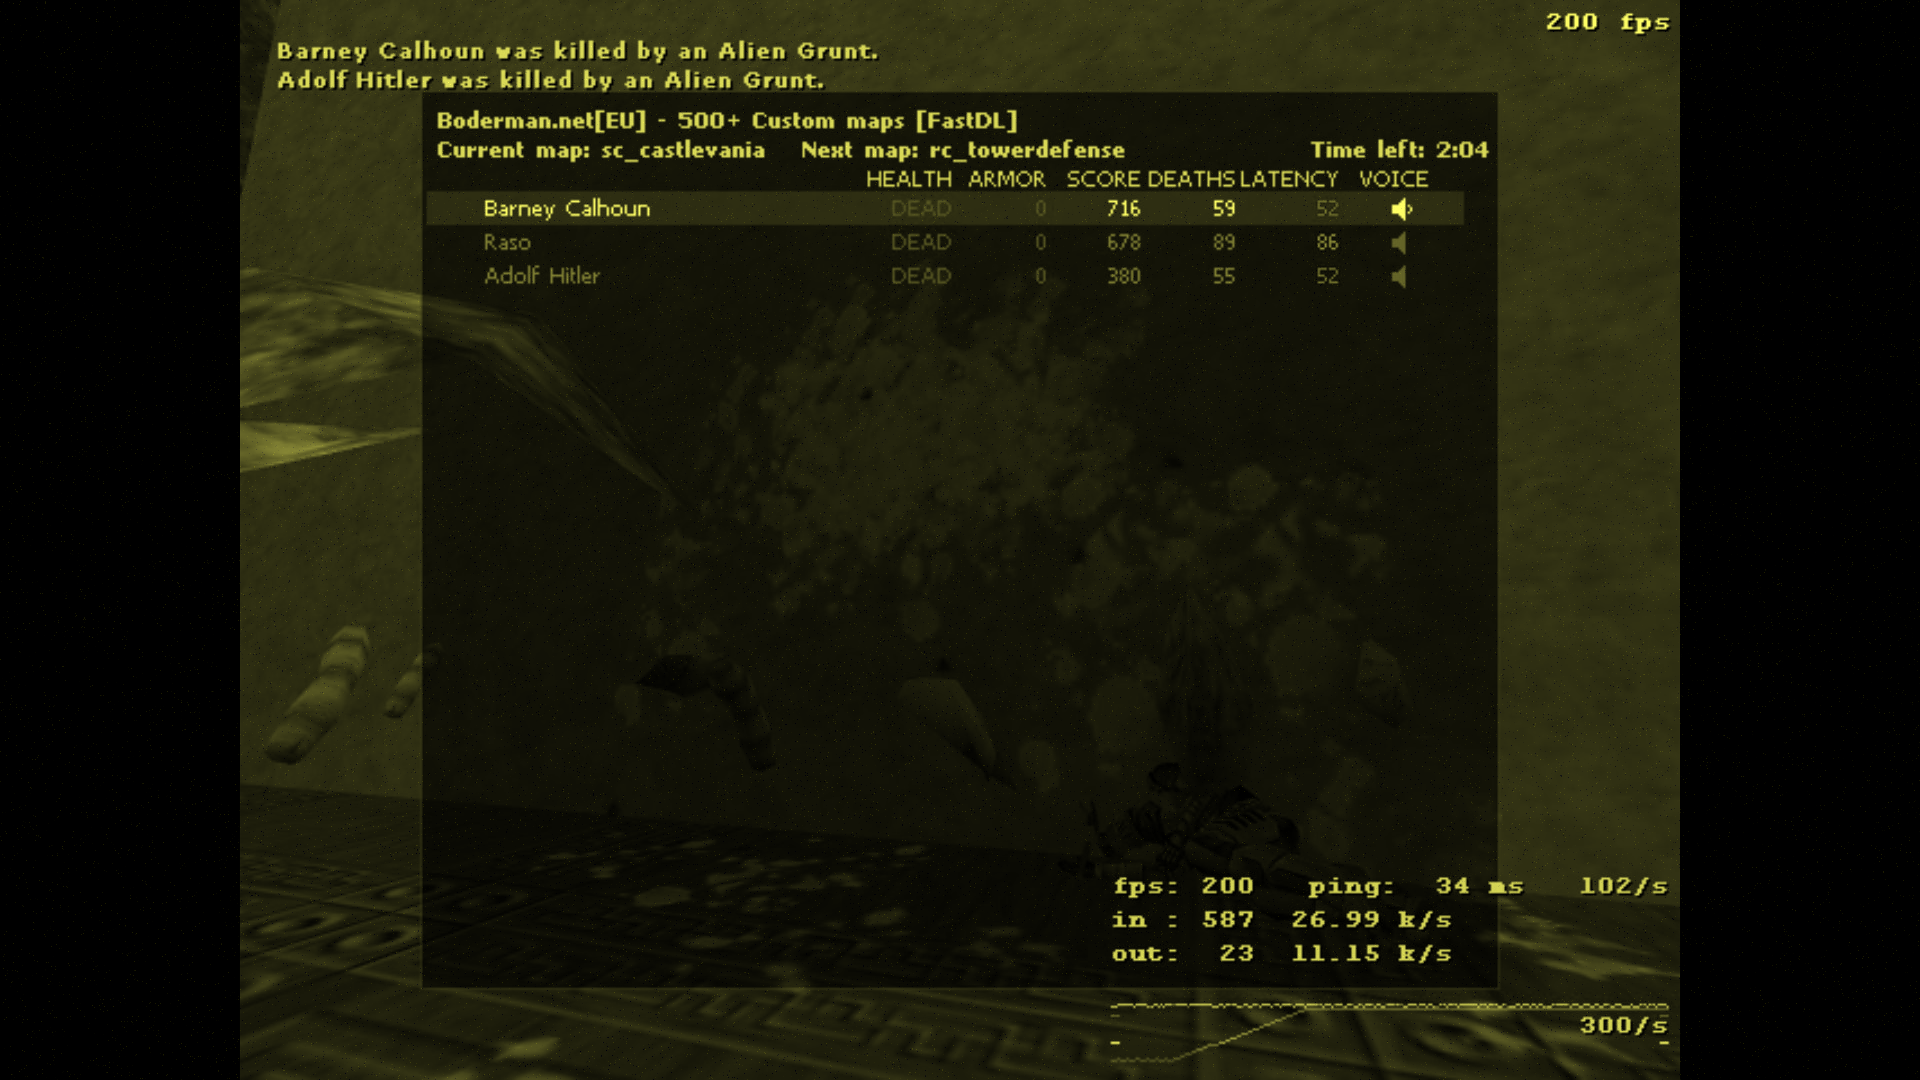 200 fps
Barney Calhoun was killed by an Alien Grunt.
Adolf Hitler was killed by an Alien Grunt.
Boderman.net[EU] - 500+ Custom maps [FastDL]
Current map: sc_castlevania Next map: rc_towerdefense Time left: 2:04
HEALTH ARMOR SCORE DEATHS LATENCY VOICE
Barney Calhoun DEAD 0 716 59 52
Raso DEAD 0 678 89 86
Adolf Hitler DEAD 0 380 55 52
fps: 200 ping: 34 ms 102/s
in : 587 26.99 k/s
out: 23 11.15 k/s
300/s